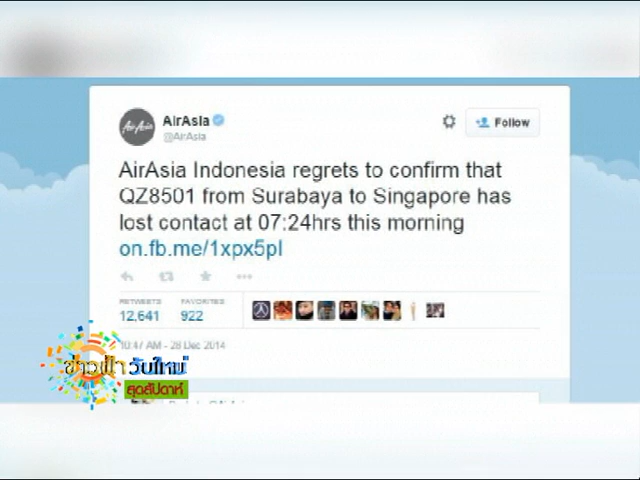 AirAsia
AirAsia
@AirAsia
Follow
AirAsia Indonesia regrets to confirm that
QZ8501 from Surabaya to Singapore has
lost contact at 07:24hrs this morning
on.fb.me/1xpx5pl
RETWEETS FAVORITES
12,641 922
10:47 AM - 28 Dec 2014
ข่าวเช้าวันใหม่
สุดสัปดาห์